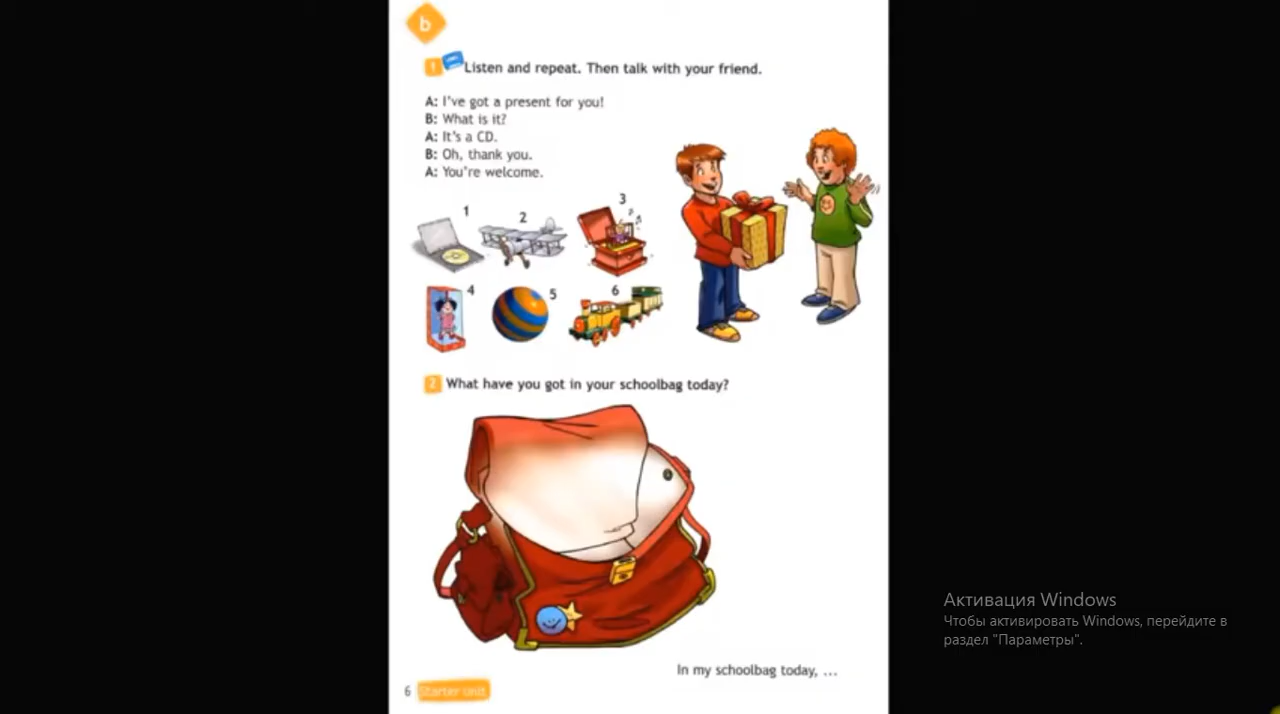 b
1 Listen and repeat. Then talk with your friend.
A: I've got a present for you!
B: What is it?
A: It's a CD.
B: Oh, thank you.
A: You're welcome.
1
2
3
4
5
6
2 What have you got in your schoolbag today?
In my schoolbag today, ...
6 Starter unit
Активация Windows
Чтобы активировать Windows, перейдите в
раздел "Параметры".